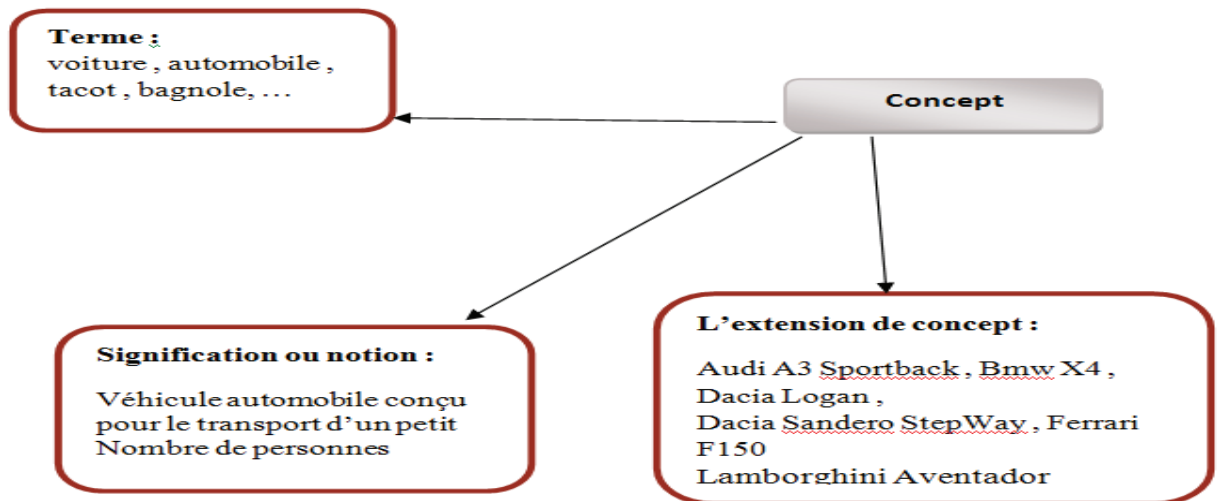 Terme :
voiture , automobile ,
tacot , bagnole, ...
Concept
Signification ou notion :
Véhicule automobile conçu
pour le transport d’un petit
Nombre de personnes
L’extension de concept :
Audi A3 Sportback , Bmw X4 ,
Dacia Logan ,
Dacia Sandero StepWay , Ferrari
F150
Lamborghini Aventador